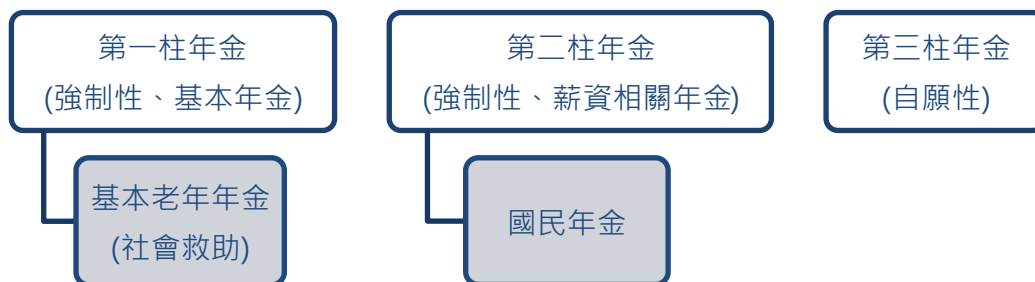 第一柱年金
(強制性、基本年金)
基本老年年金
(社會救助)
第二柱年金
(強制性、薪資相關年金)
國民年金
第三柱年金
(自願性)